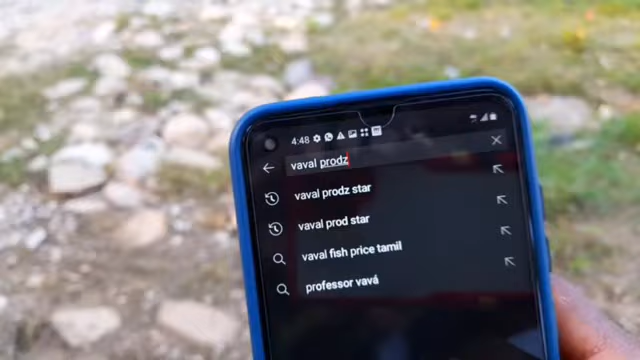 4:48
vaval prodz
vaval prodz star
vaval prod star
vaval fish price tamil
professor vavá